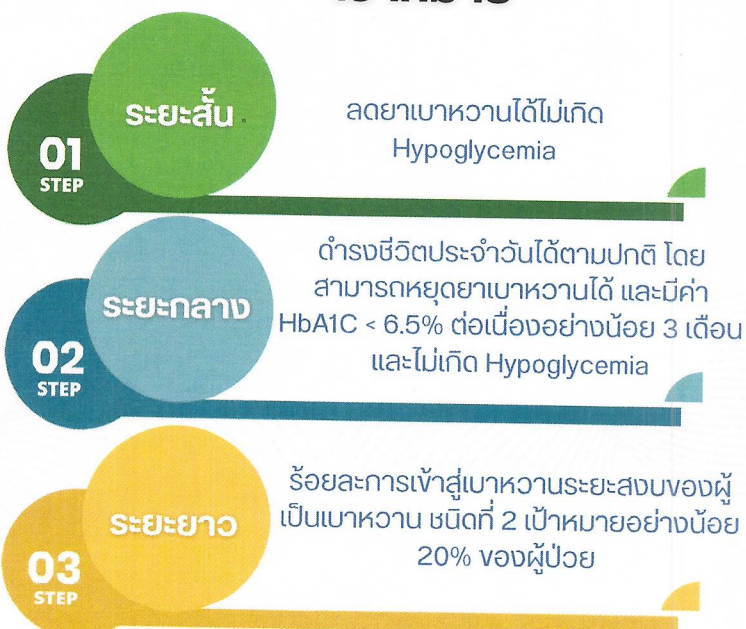 01
STEP
ระยะสั้น
ลดยาเบาหวานได้ไม่เกิด
Hypoglycemia
02
STEP
ระยะกลาง
ดำรงชีวิตประจำวันได้ตามปกติ โดย
สามารถหยุดยาเบาหวานได้ และมีค่า
HbA1C < 6.5% ต่อเนื่องอย่างน้อย 3 เดือน
และไม่เกิด Hypoglycemia
03
STEP
ระยะยาว
ร้อยละการเข้าสู่เบาหวานระยะสงบของผู้
เป็นเบาหวาน ชนิดที่ 2 เป้าหมายอย่างน้อย
20% ของผู้ป่วย